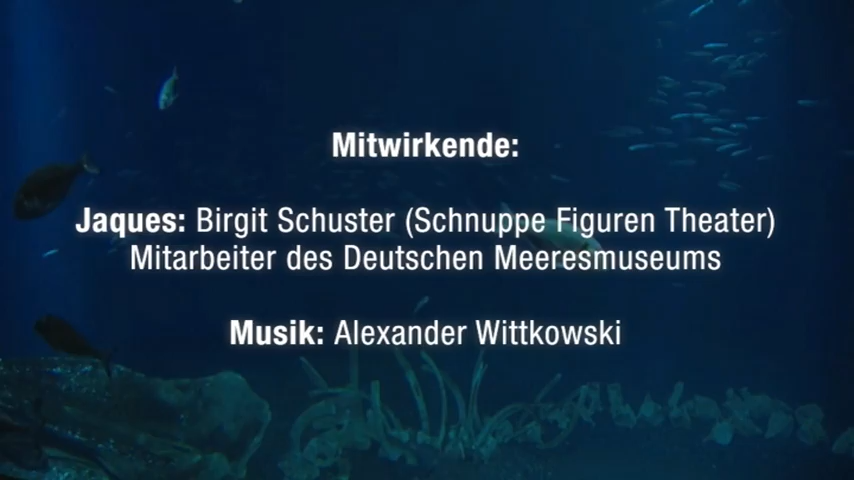 Mitwirkende:
Jaques: Birgit Schuster (Schnuppe Figuren Theater)
Mitarbeiter des Deutschen Meeresmuseums
Musik: Alexander Wittkowski